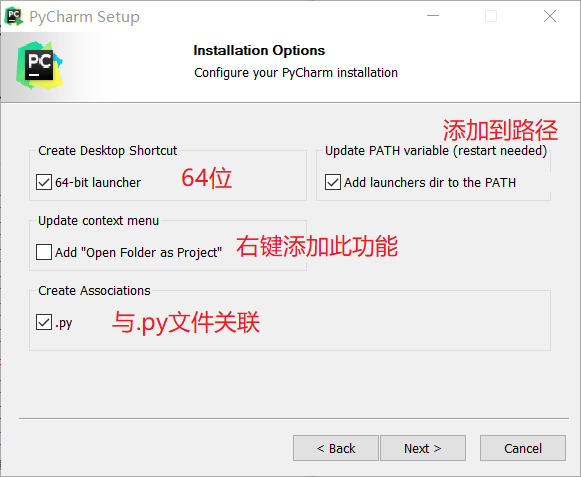 PyCharm Setup
PC
Installation Options
Configure your PyCharm installation
添加到路径
Create Desktop Shortcut
Update PATH variable (restart needed)
64-bit launcher
64位
Add launchers dir to the PATH
Update context menu
Add "Open Folder as Project"
右键添加此功能
Create Associations
.py
与.py文件关联
< Back
Next >
Cancel